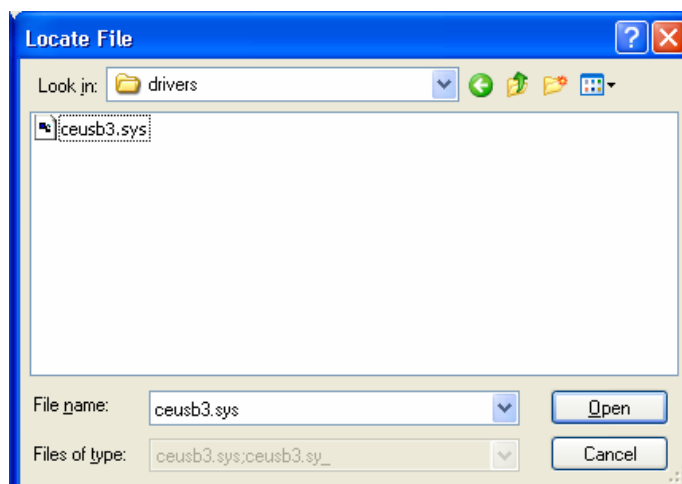 Locate File
Look in: drivers
ceusb3.sys
File name: ceusb3.sys Open
Files of type: ceusb3.sys;ceusb3.sy_ Cancel